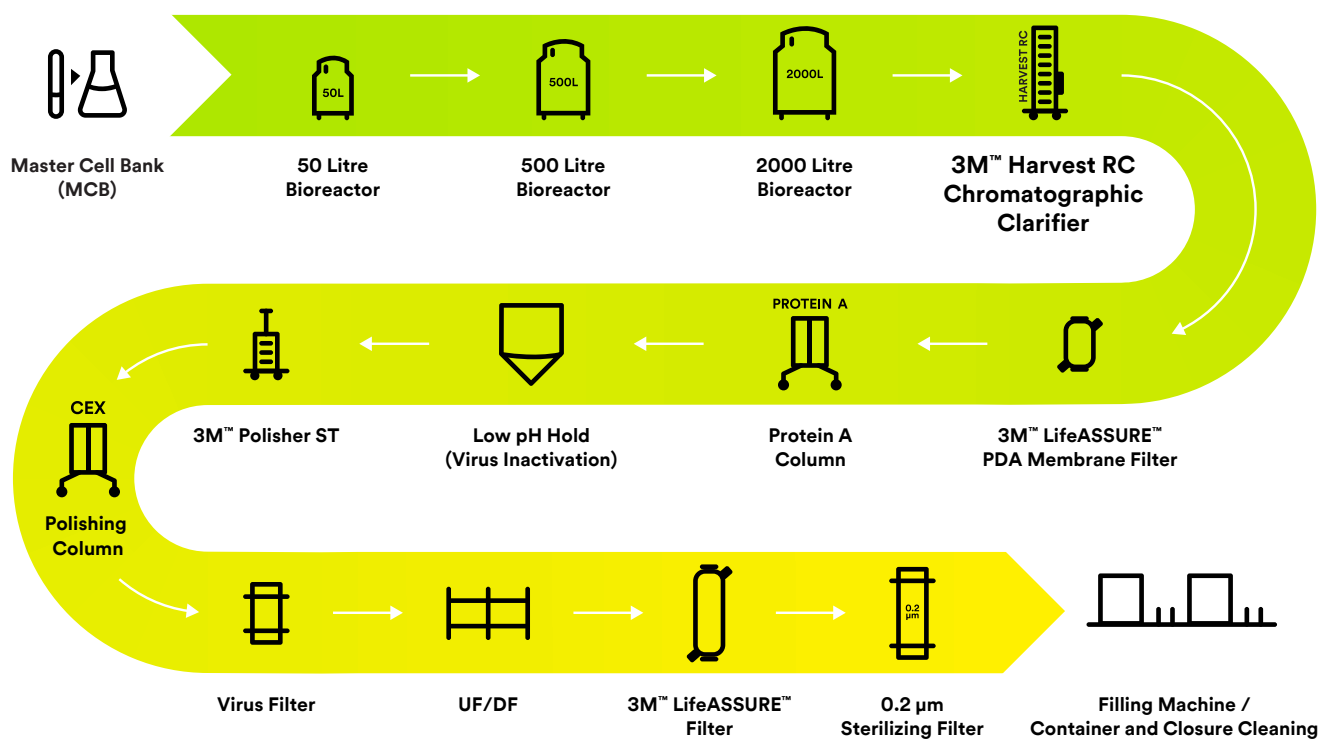 50L
500L
2000L
HARVEST RC
Master Cell Bank
(MCB)
50 Litre
Bioreactor
500 Litre
Bioreactor
2000 Litre
Bioreactor
3M™ Harvest RC
Chromatographic
Clarifier
PROTEIN A
3M™ LifeASSURE™
PDA Membrane Filter
Protein A
Column
Low pH Hold
(Virus Inactivation)
3M™ Polisher ST
CEX
Polishing
Column
0.2
µm
Virus Filter
UF/DF
3M™ LifeASSURE™
Filter
0.2 µm
Sterilizing Filter
Filling Machine /
Container and Closure Cleaning